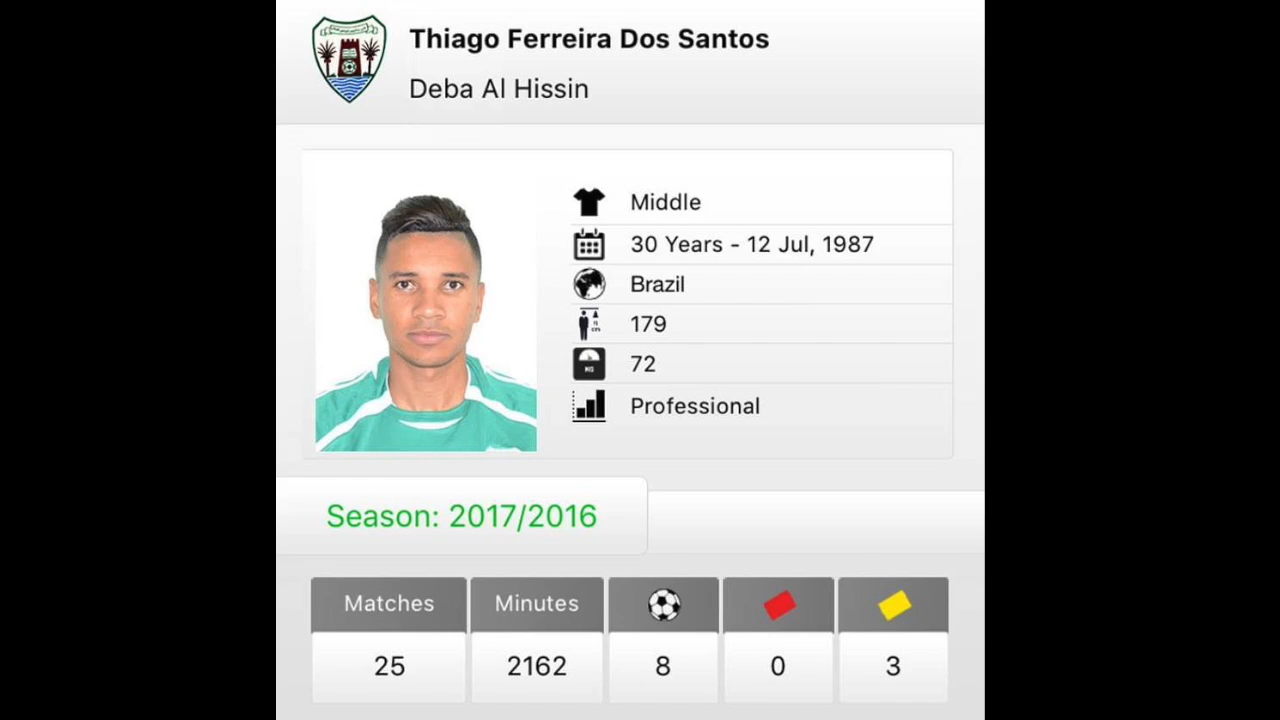 Thiago Ferreira Dos Santos
Deba Al Hissin
Middle
30 Years - 12 Jul, 1987
Brazil
179
72
Professional
Season: 2017/2016
Matches Minutes
25 2162 8 0 3